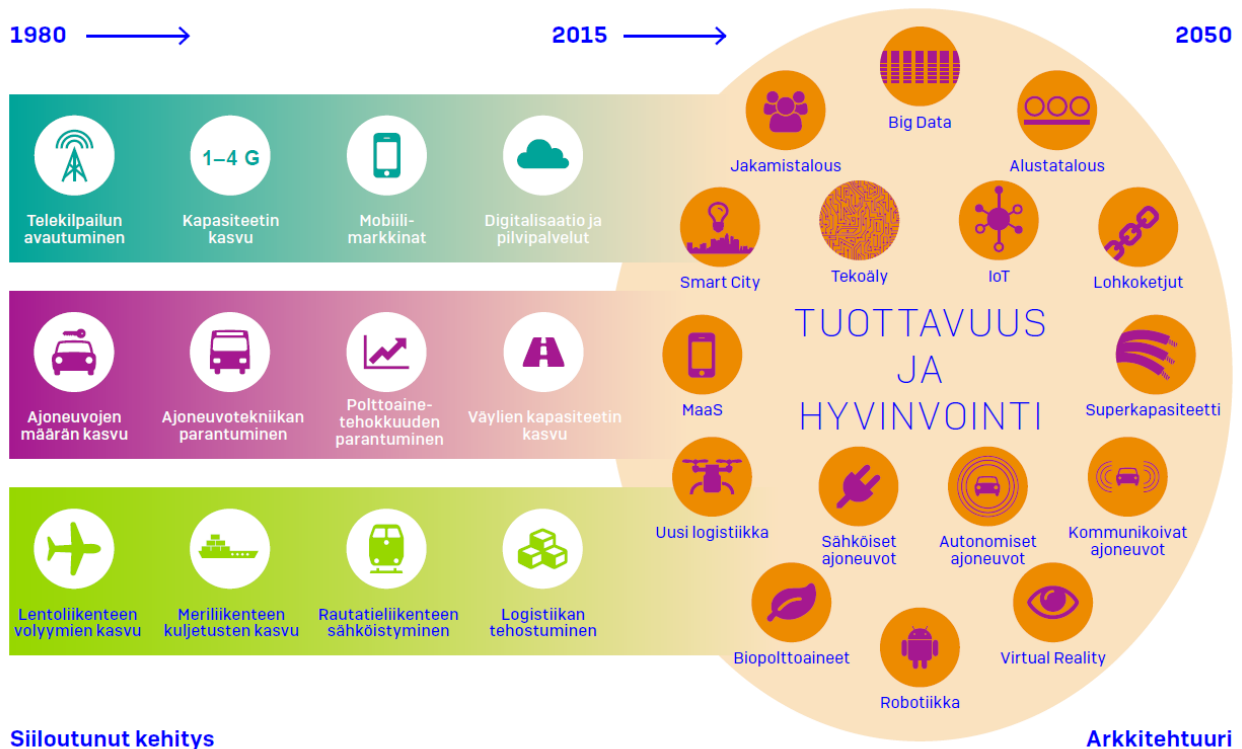 1980
2015
2050
Telekilpailun
avautuminen
1–4 G
Kapasiteetin
kasvu
Mobiili-
markkinat
Digitalisaatio ja
pilvipalvelut
Ajoneuvojen
määrän kasvu
Ajoneuvotekniikan
parantuminen
Polttoaine-
tehokkuuden
parantuminen
Väylien kapasiteetin
kasvu
Lentoliikenteen
volyymien kasvu
Meriliikenteen
kuljetusten kasvu
Rautatieliikenteen
sähköistyminen
Logistiikan
tehostuminen
Big Data
Jakamistalous
Alustatalous
Smart City
Tekoäly
IoT
Lohkoketjut
TUOTTAVUUS
JA
HYVINVOINTI
MaaS
Superkapasiteetti
Uusi logistiikka
Sähköiset
ajoneuvot
Autonomiset
ajoneuvot
Kommunikoivat
ajoneuvot
Biopolttoaineet
Robotiikka
Virtual Reality
Siiloutunut kehitys
Arkkitehtuuri